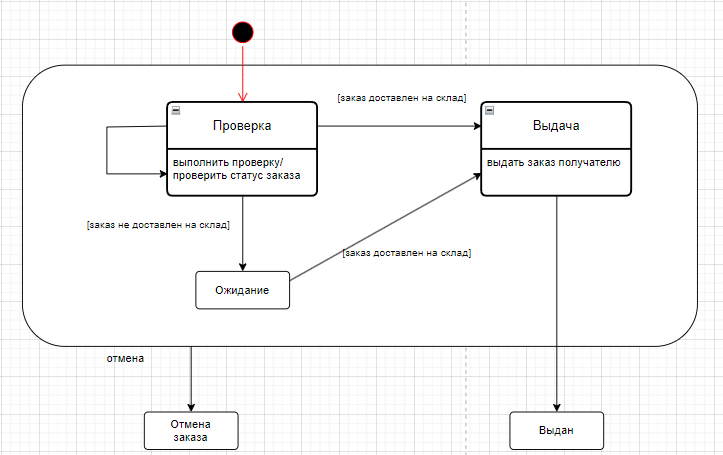 [заказ доставлен на склад]
Проверка
Выдача
выполнить проверку/
проверить статус заказа
выдать заказ получателю
[заказ не доставлен на склад]
[заказ доставлен на склад]
Ожидание
отмена
Отмена
заказа
Выдан